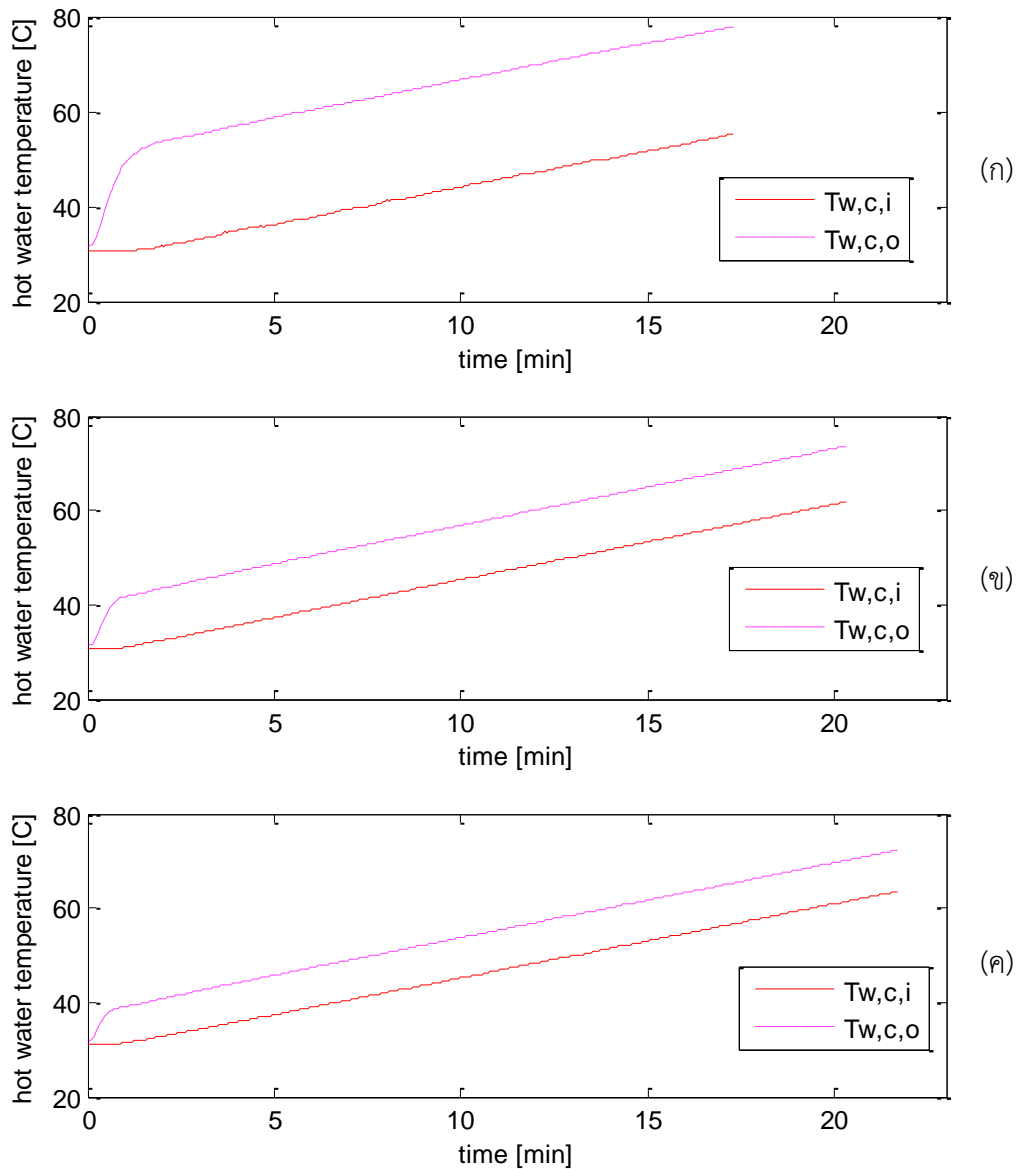 80
60
40
20
hot water temperature [C]
0 5 10 15 20
time [min]
Tw,c,i
Tw,c,o
(ก)
80
60
40
20
hot water temperature [C]
0 5 10 15 20
time [min]
Tw,c,i
Tw,c,o
(ข)
80
60
40
20
hot water temperature [C]
0 5 10 15 20
time [min]
Tw,c,i
Tw,c,o
(ค)